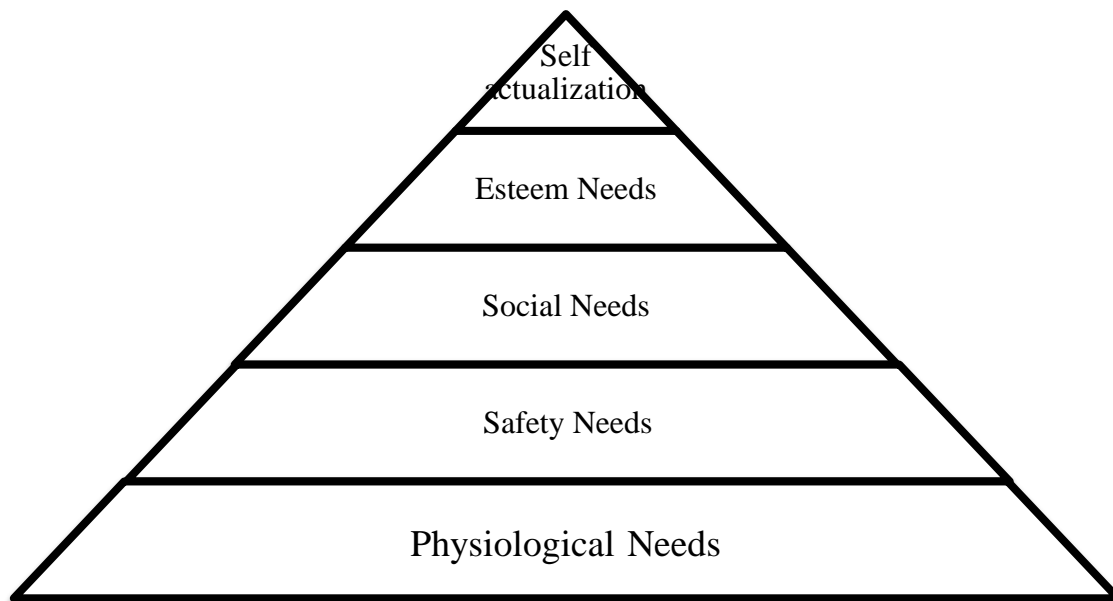 Self
actualization
Esteem Needs
Social Needs
Safety Needs
Physiological Needs